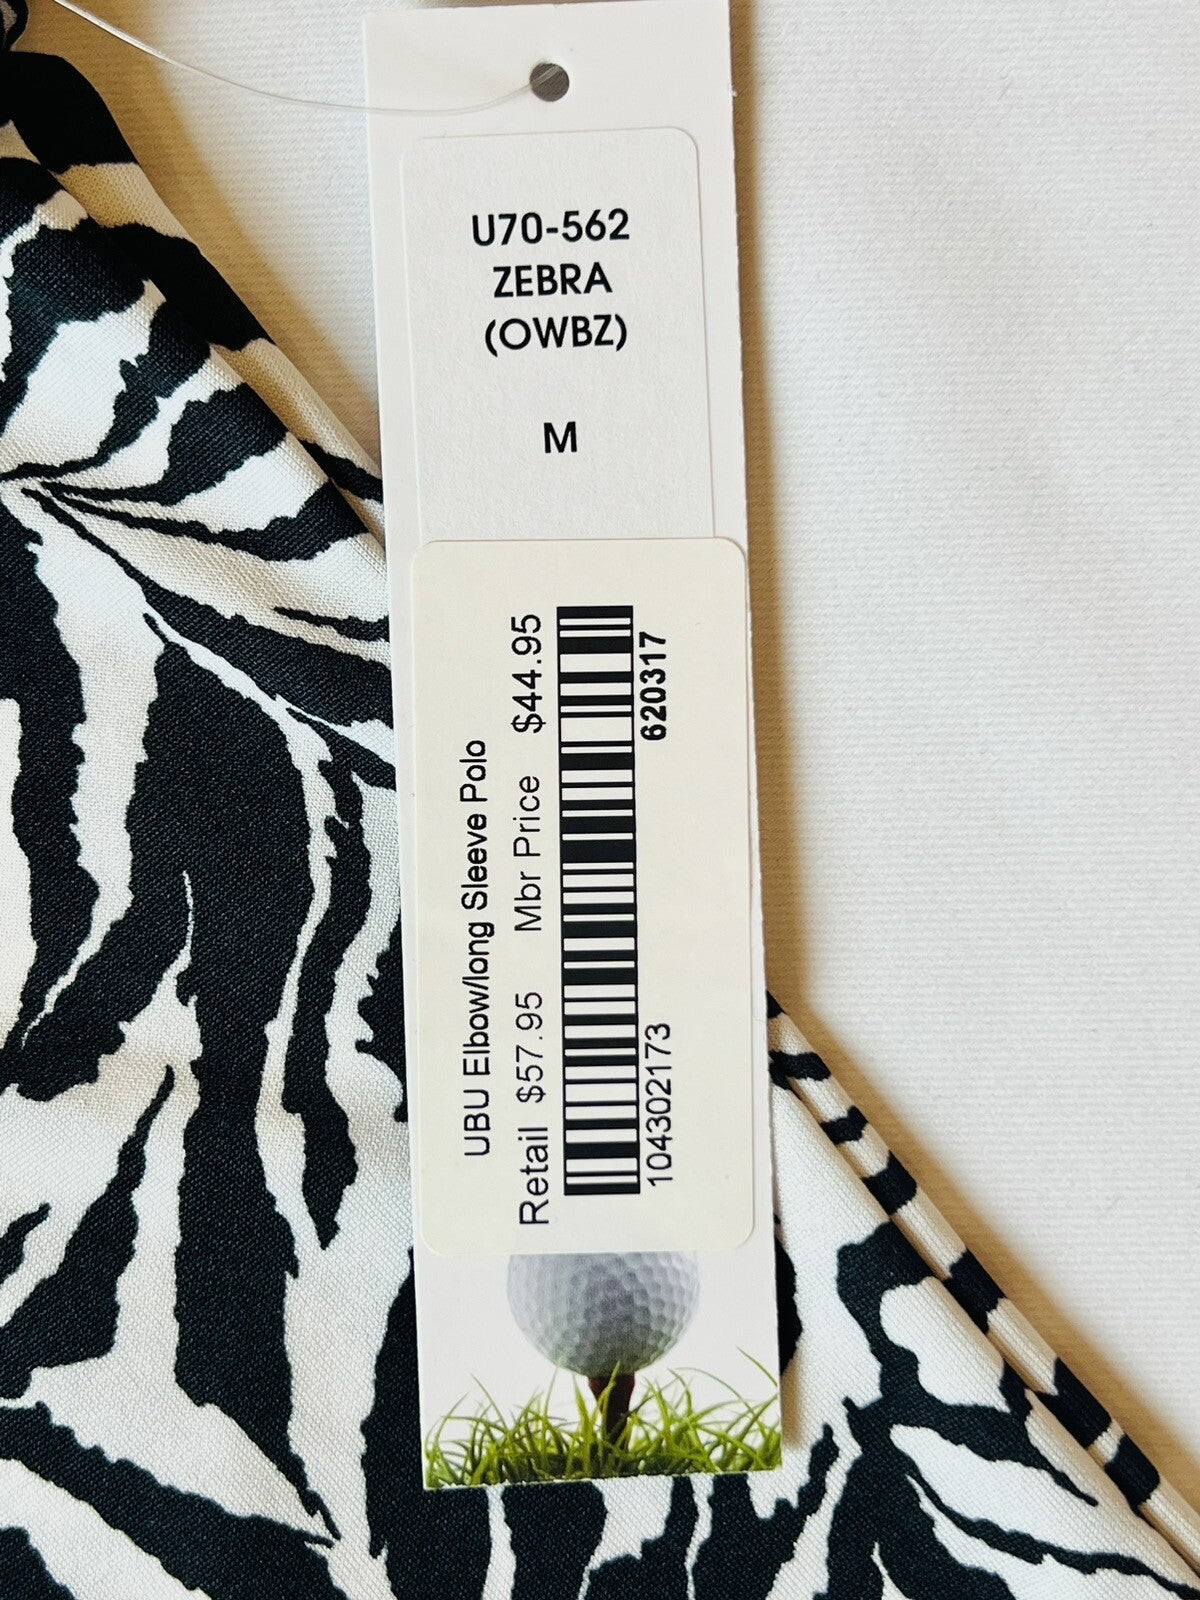 U70-562
ZEBRA
(OWBZ)
M
UBU Elbow/long Sleeve Polo
Retail $57.95 Mbr Price $44.95
104302173 620317